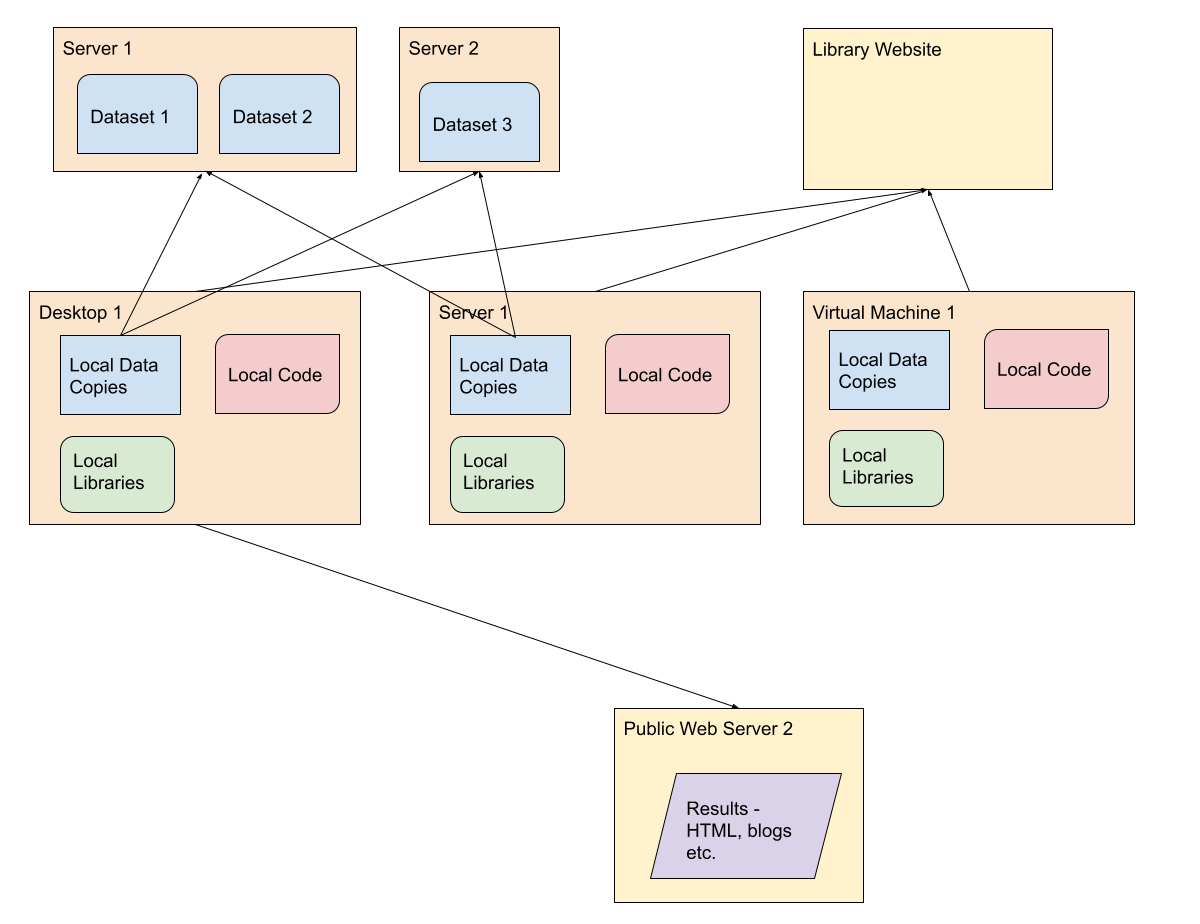 Server 1
Dataset 1
Dataset 2
Server 2
Dataset 3
Library Website
Desktop 1
Local Data
Copies
Local Code
Local
Libraries
Server 1
Local Data
Copies
Local Code
Local
Libraries
Virtual Machine 1
Local Data
Copies
Local Code
Local
Libraries
Public Web Server 2
Results -
HTML, blogs
etc.